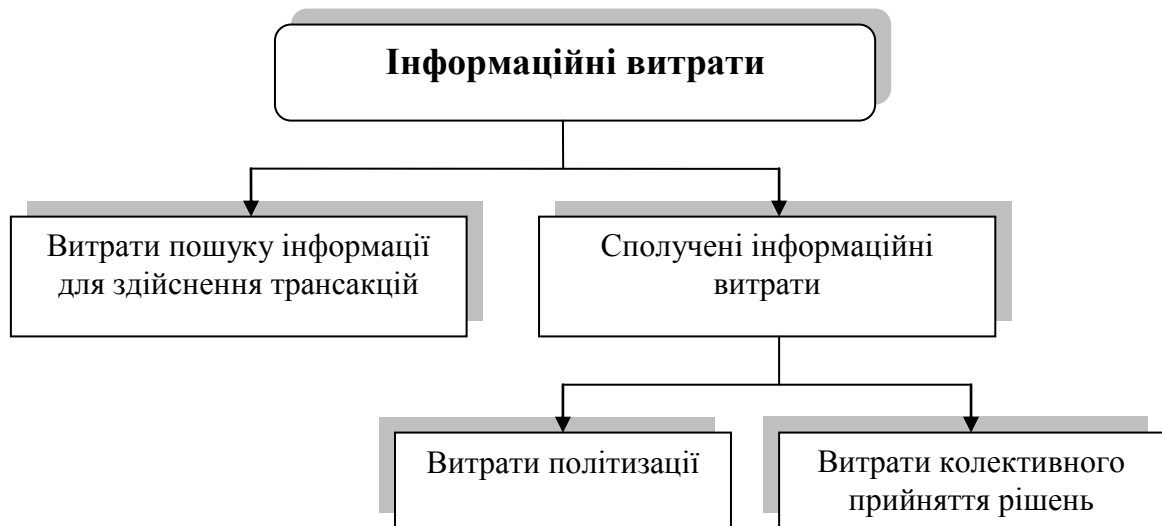 Інформаційні витрати
Витрати пошуку інформації
для здійснення трансакцій
Сполучені інформаційні
витрати
Витрати політизації
Витрати колективного
прийняття рішень